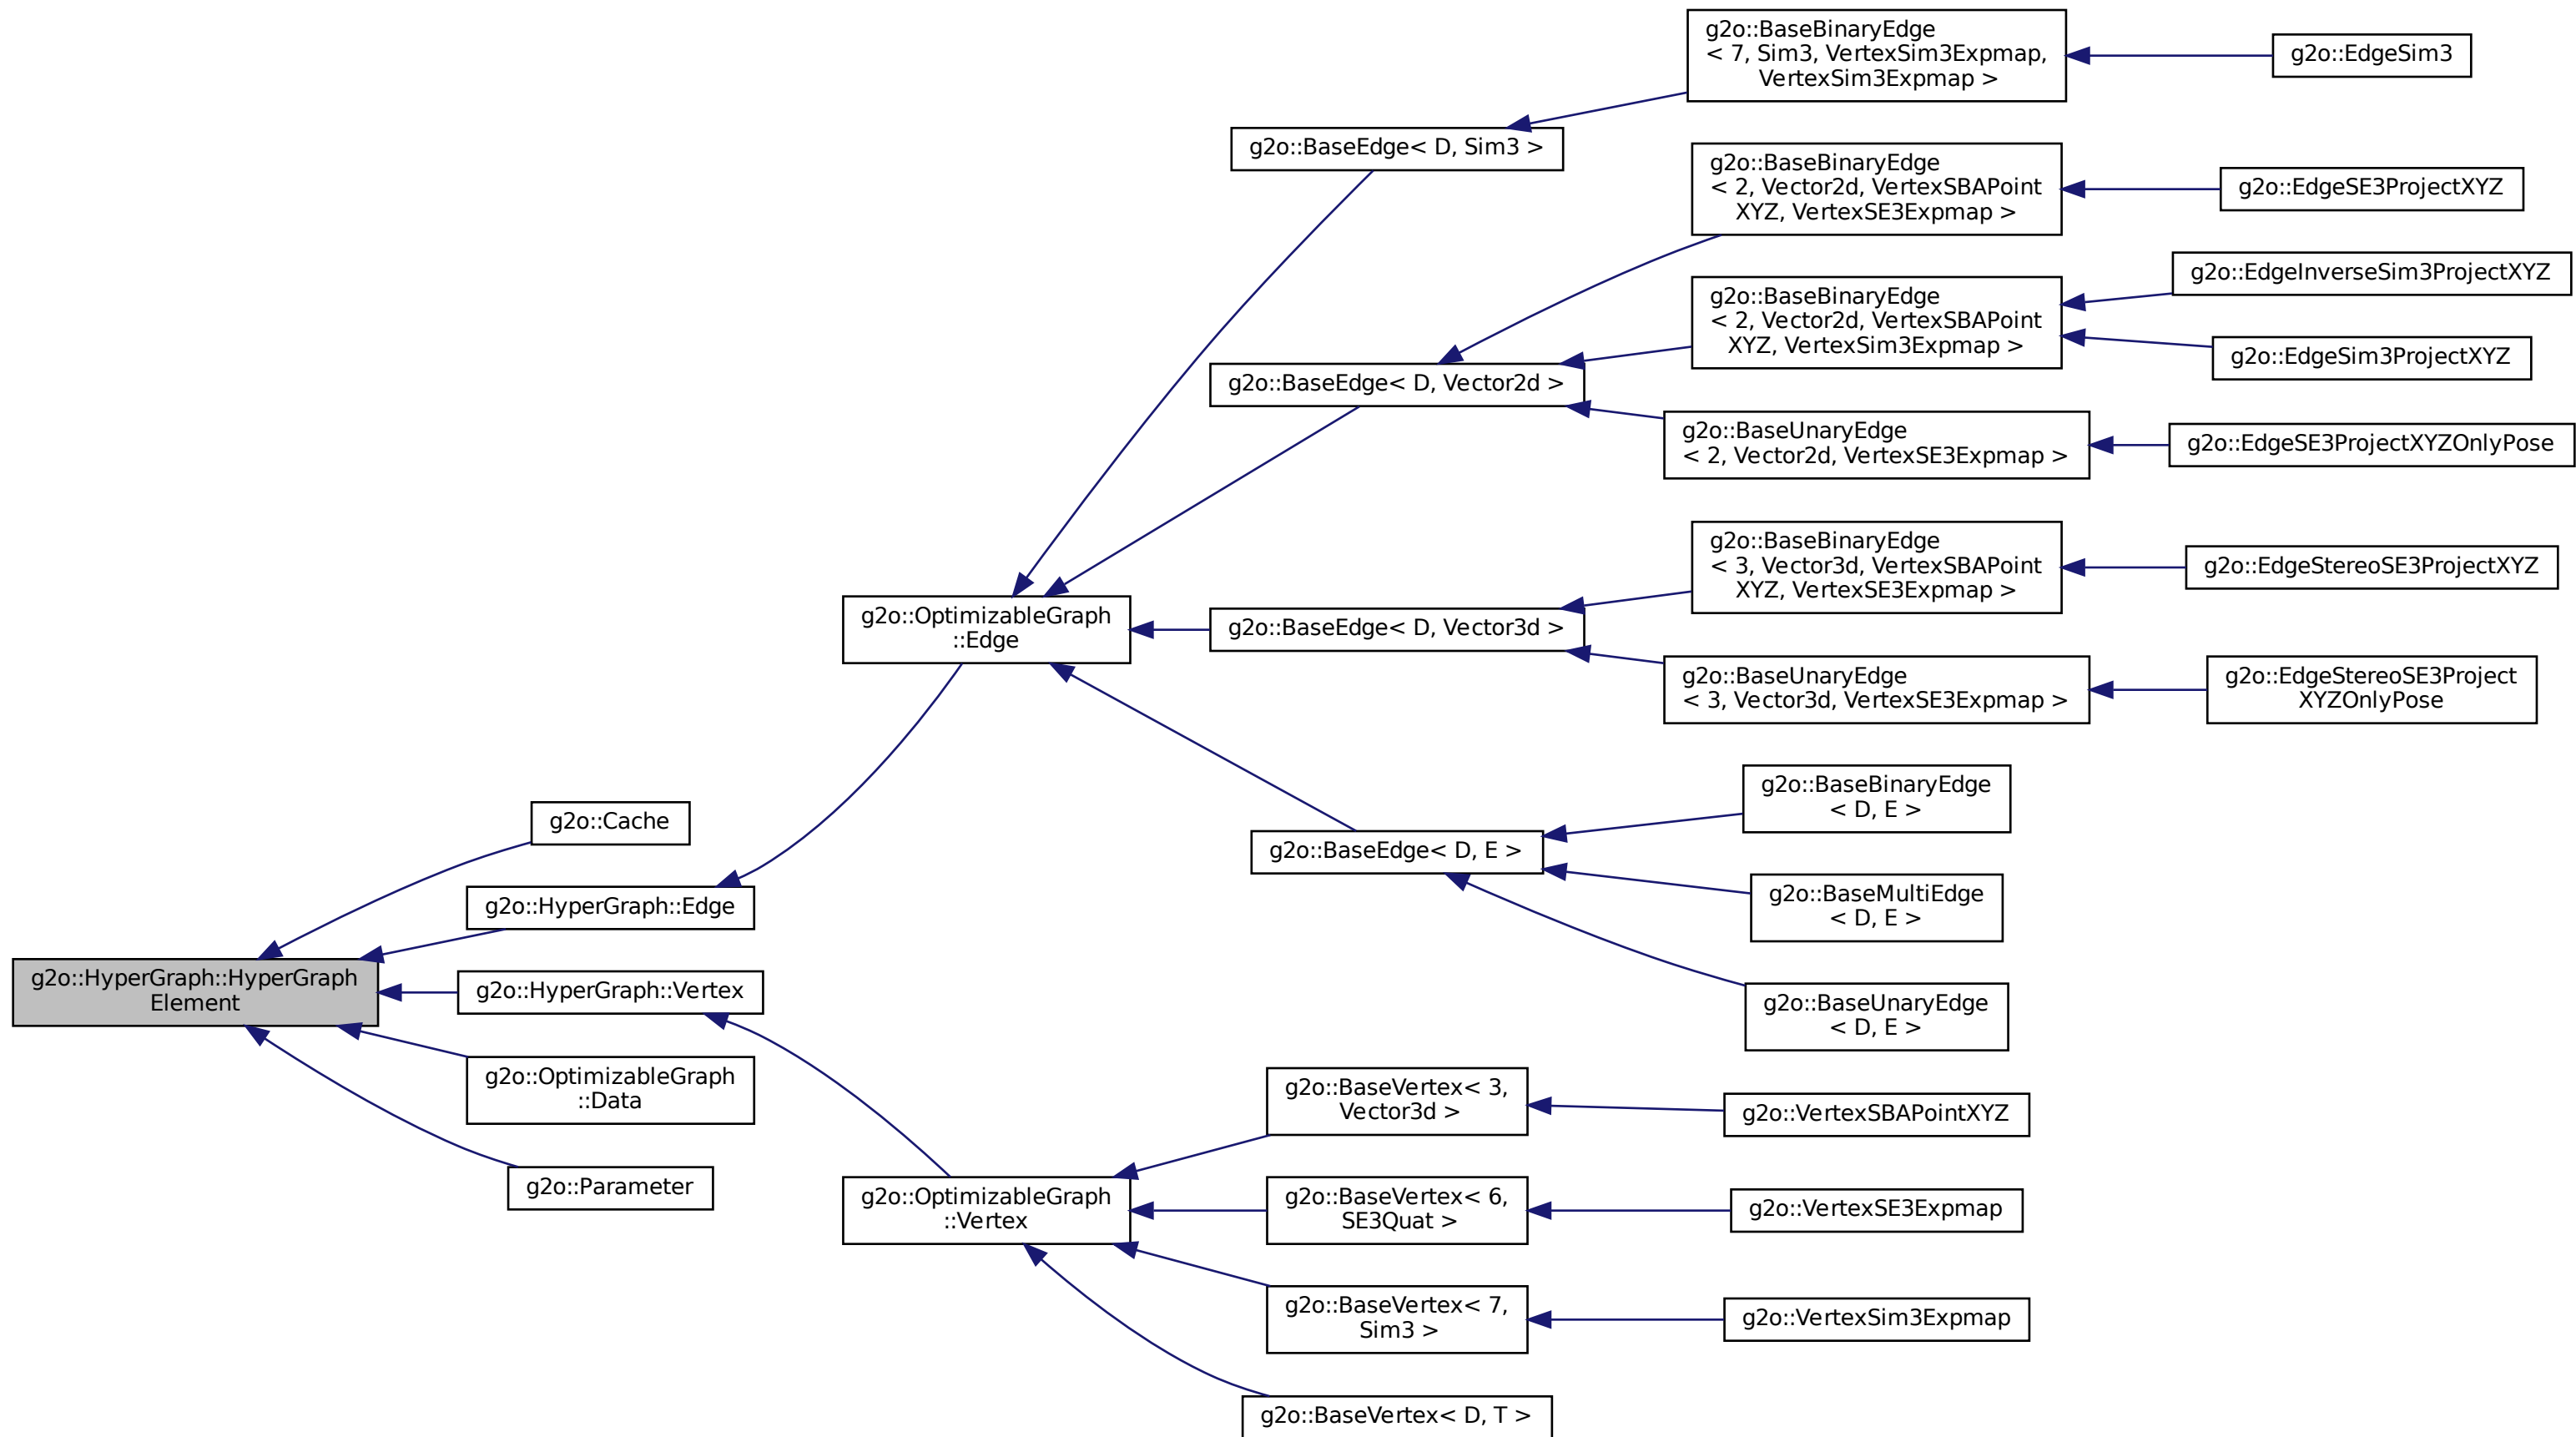 g2o::BaseBinaryEdge
< 7, Sim3, VertexSim3Expmap,
VertexSim3Expmap >
g2o::EdgeSim3
g2o::BaseEdge< D, Sim3 >
g2o::BaseBinaryEdge
< 2, Vector2d, VertexSBAPoint
XYZ, VertexSE3Expmap >
g2o::EdgeSE3ProjectXYZ
g2o::BaseBinaryEdge
< 2, Vector2d, VertexSBAPoint
XYZ, VertexSim3Expmap >
g2o::EdgeInverseSim3ProjectXYZ
g2o::EdgeSim3ProjectXYZ
g2o::BaseEdge< D, Vector2d >
g2o::BaseUnaryEdge
< 2, Vector2d, VertexSE3Expmap >
g2o::EdgeSE3ProjectXYZOnlyPose
g2o::BaseBinaryEdge
< 3, Vector3d, VertexSBAPoint
XYZ, VertexSE3Expmap >
g2o::EdgeStereoSE3ProjectXYZ
g2o::OptimizableGraph
::Edge
g2o::BaseEdge< D, Vector3d >
g2o::BaseUnaryEdge
< 3, Vector3d, VertexSE3Expmap >
g2o::EdgeStereoSE3Project
XYZOnlyPose
g2o::BaseBinaryEdge
< D, E >
g2o::Cache
g2o::BaseEdge< D, E >
g2o::BaseMultiEdge
< D, E >
g2o::HyperGraph::Edge
g2o::HyperGraph::HyperGraph
Element
g2o::HyperGraph::Vertex
g2o::BaseUnaryEdge
< D, E >
g2o::OptimizableGraph
::Data
g2o::BaseVertex< 3,
Vector3d >
g2o::VertexSBAPointXYZ
g2o::Parameter
g2o::OptimizableGraph
::Vertex
g2o::BaseVertex< 6,
SE3Quat >
g2o::VertexSE3Expmap
g2o::BaseVertex< 7,
Sim3 >
g2o::VertexSim3Expmap
g2o::BaseVertex< D, T >